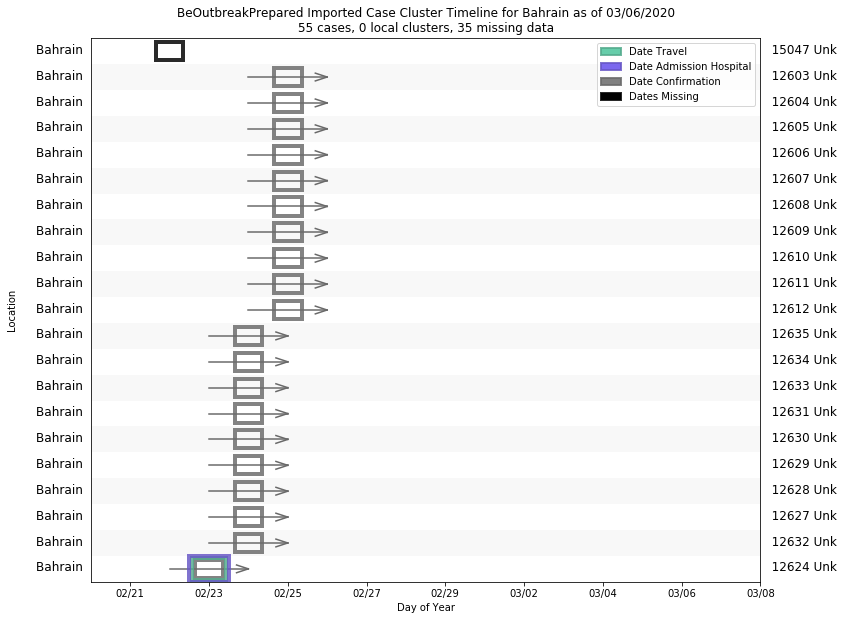 BeOutbreakPrepared Imported Case Cluster Timeline for Bahrain as of 03/06/2020
55 cases, 0 local clusters, 35 missing data
Date Travel
Date Admission Hospital
Date Confirmation
Dates Missing
Bahrain 15047 Unk
Bahrain 12603 Unk
Bahrain 12604 Unk
Bahrain 12605 Unk
Bahrain 12606 Unk
Bahrain 12607 Unk
Bahrain 12608 Unk
Bahrain 12609 Unk
Bahrain 12610 Unk
Bahrain 12611 Unk
Bahrain 12612 Unk
Bahrain 12635 Unk
Bahrain 12634 Unk
Bahrain 12633 Unk
Bahrain 12631 Unk
Bahrain 12630 Unk
Bahrain 12629 Unk
Bahrain 12628 Unk
Bahrain 12627 Unk
Bahrain 12632 Unk
Bahrain 12624 Unk
Location
02/21 02/23 02/25 02/27 02/29 03/02 03/04 03/06 03/08
Day of Year